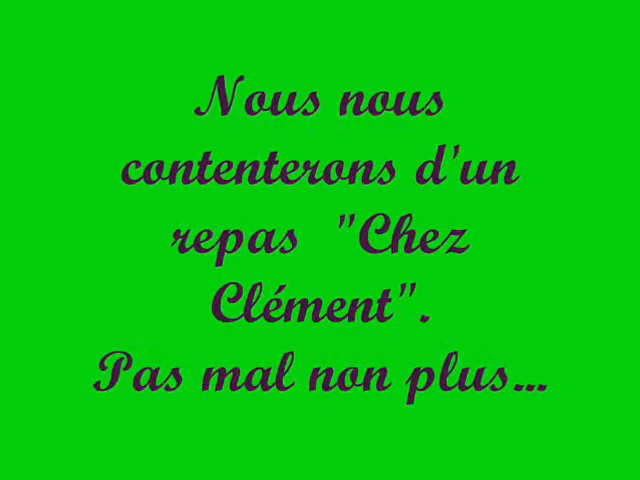 Nous nous
contenterons d'un
repas "Chez
Clément".
Pas mal non plus...